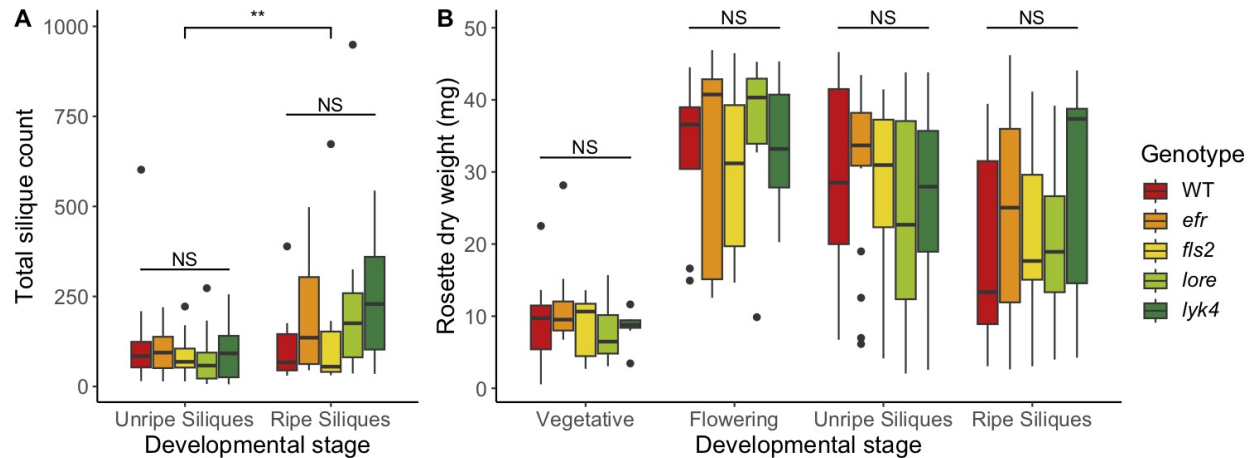 A
**
1000
750
500
250
0
NS
NS
Total silique count
Unripe Siliques
Ripe Siliques
Developmental stage
B
NS
NS
NS
NS
50
40
30
20
10
0
Rosette dry weight (mg)
Vegetative
Flowering
Unripe Siliques
Ripe Siliques
Developmental stage
Genotype
WT
efr
fls2
lore
lyk4